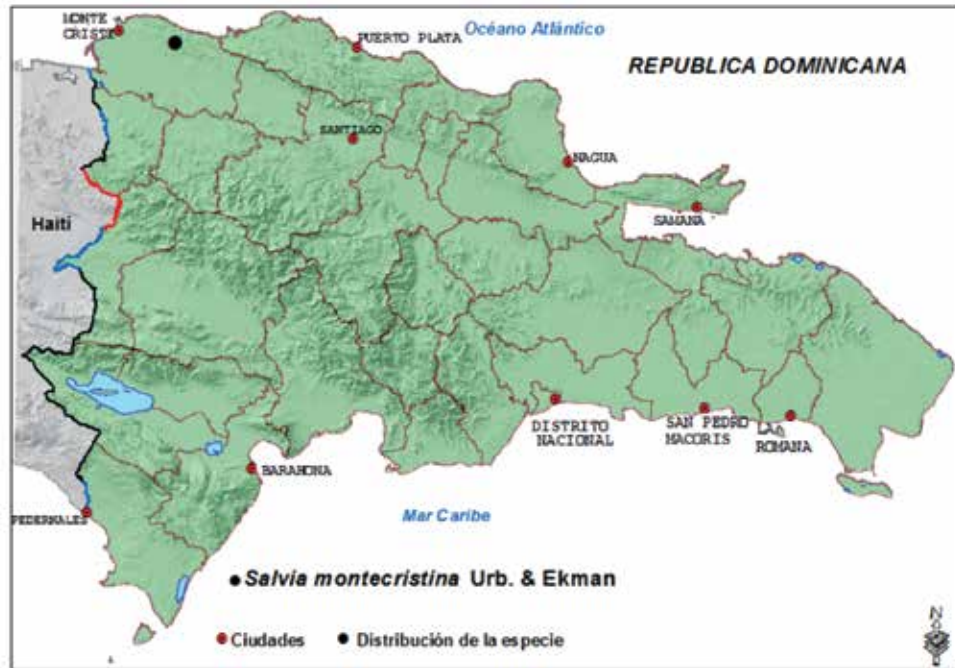 MONTE
CRISTI
PUERTO PLATA
Océano Atlántico
REPUBLICA DOMINICANA
SANTIAGO
NAGUA
SAMANA
Haití
DISTRITO
NACIONAL
SAN PEDRO
MACORIS
LA
ROMANA
BARAHONA
PEDERNALES
Mar Caribe
Salvia montecristina Urb. & Ekman
Ciudades
Distribución de la especie
N